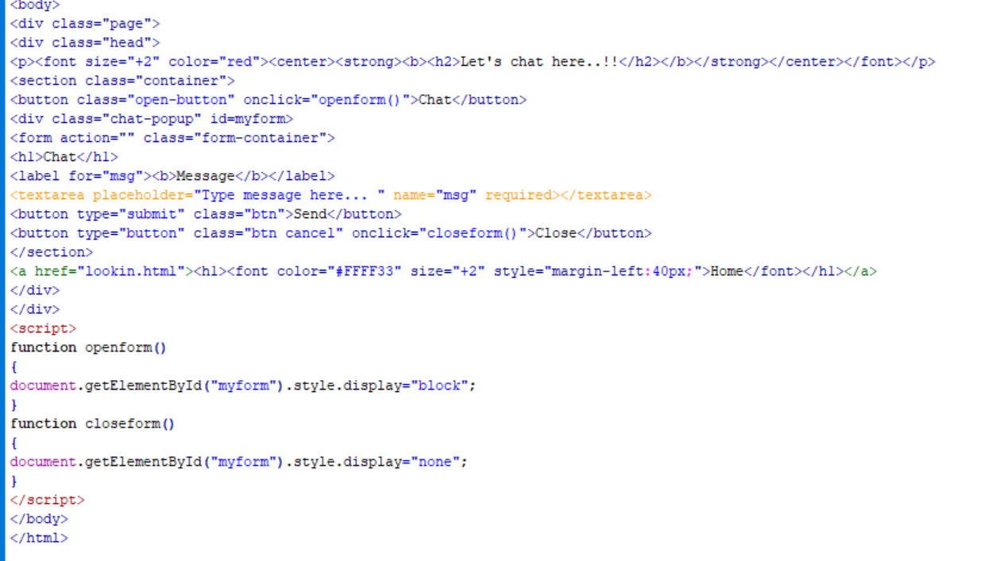 <body>
<div class="page">
<div class="head">
<p><font size="+2" color="red"><center><strong><b><h2>Let's chat here..!!</h2></b></strong></center></font></p>
<section class="container">
<button class="open-button" onclick="openform()">Chat</button>
<div class="chat-popup" id=myform>
<form action="" class="form-container">
<h1>Chat</h1>
<label for="msg"><b>Message</b></label>
<textarea placeholder="Type message here... " name="msg" required></textarea>
<button type="submit" class="btn">Send</button>
<button type="button" class="btn cancel" onclick="closeform()">Close</button>
</section>
<a href="lookin.html"><h1><font color="#FFFF33" size="+2" style="margin-left:40px;">Home</font></h1></a>
</div>
</div>
<script>
function openform()
{
document.getElementById("myform").style.display="block";
}
function closeform()
{
document.getElementById("myform").style.display="none";
}
</script>
</body>
</html>